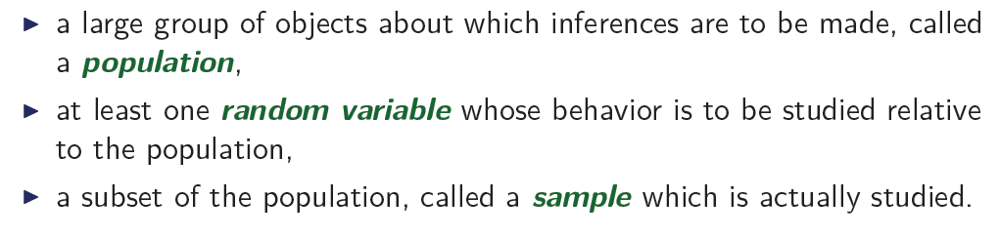 ▶ a large group of objects about which inferences are to be made, called
a population,
▶ at least one random variable whose behavior is to be studied relative
to the population,
▶ a subset of the population, called a sample which is actually studied.